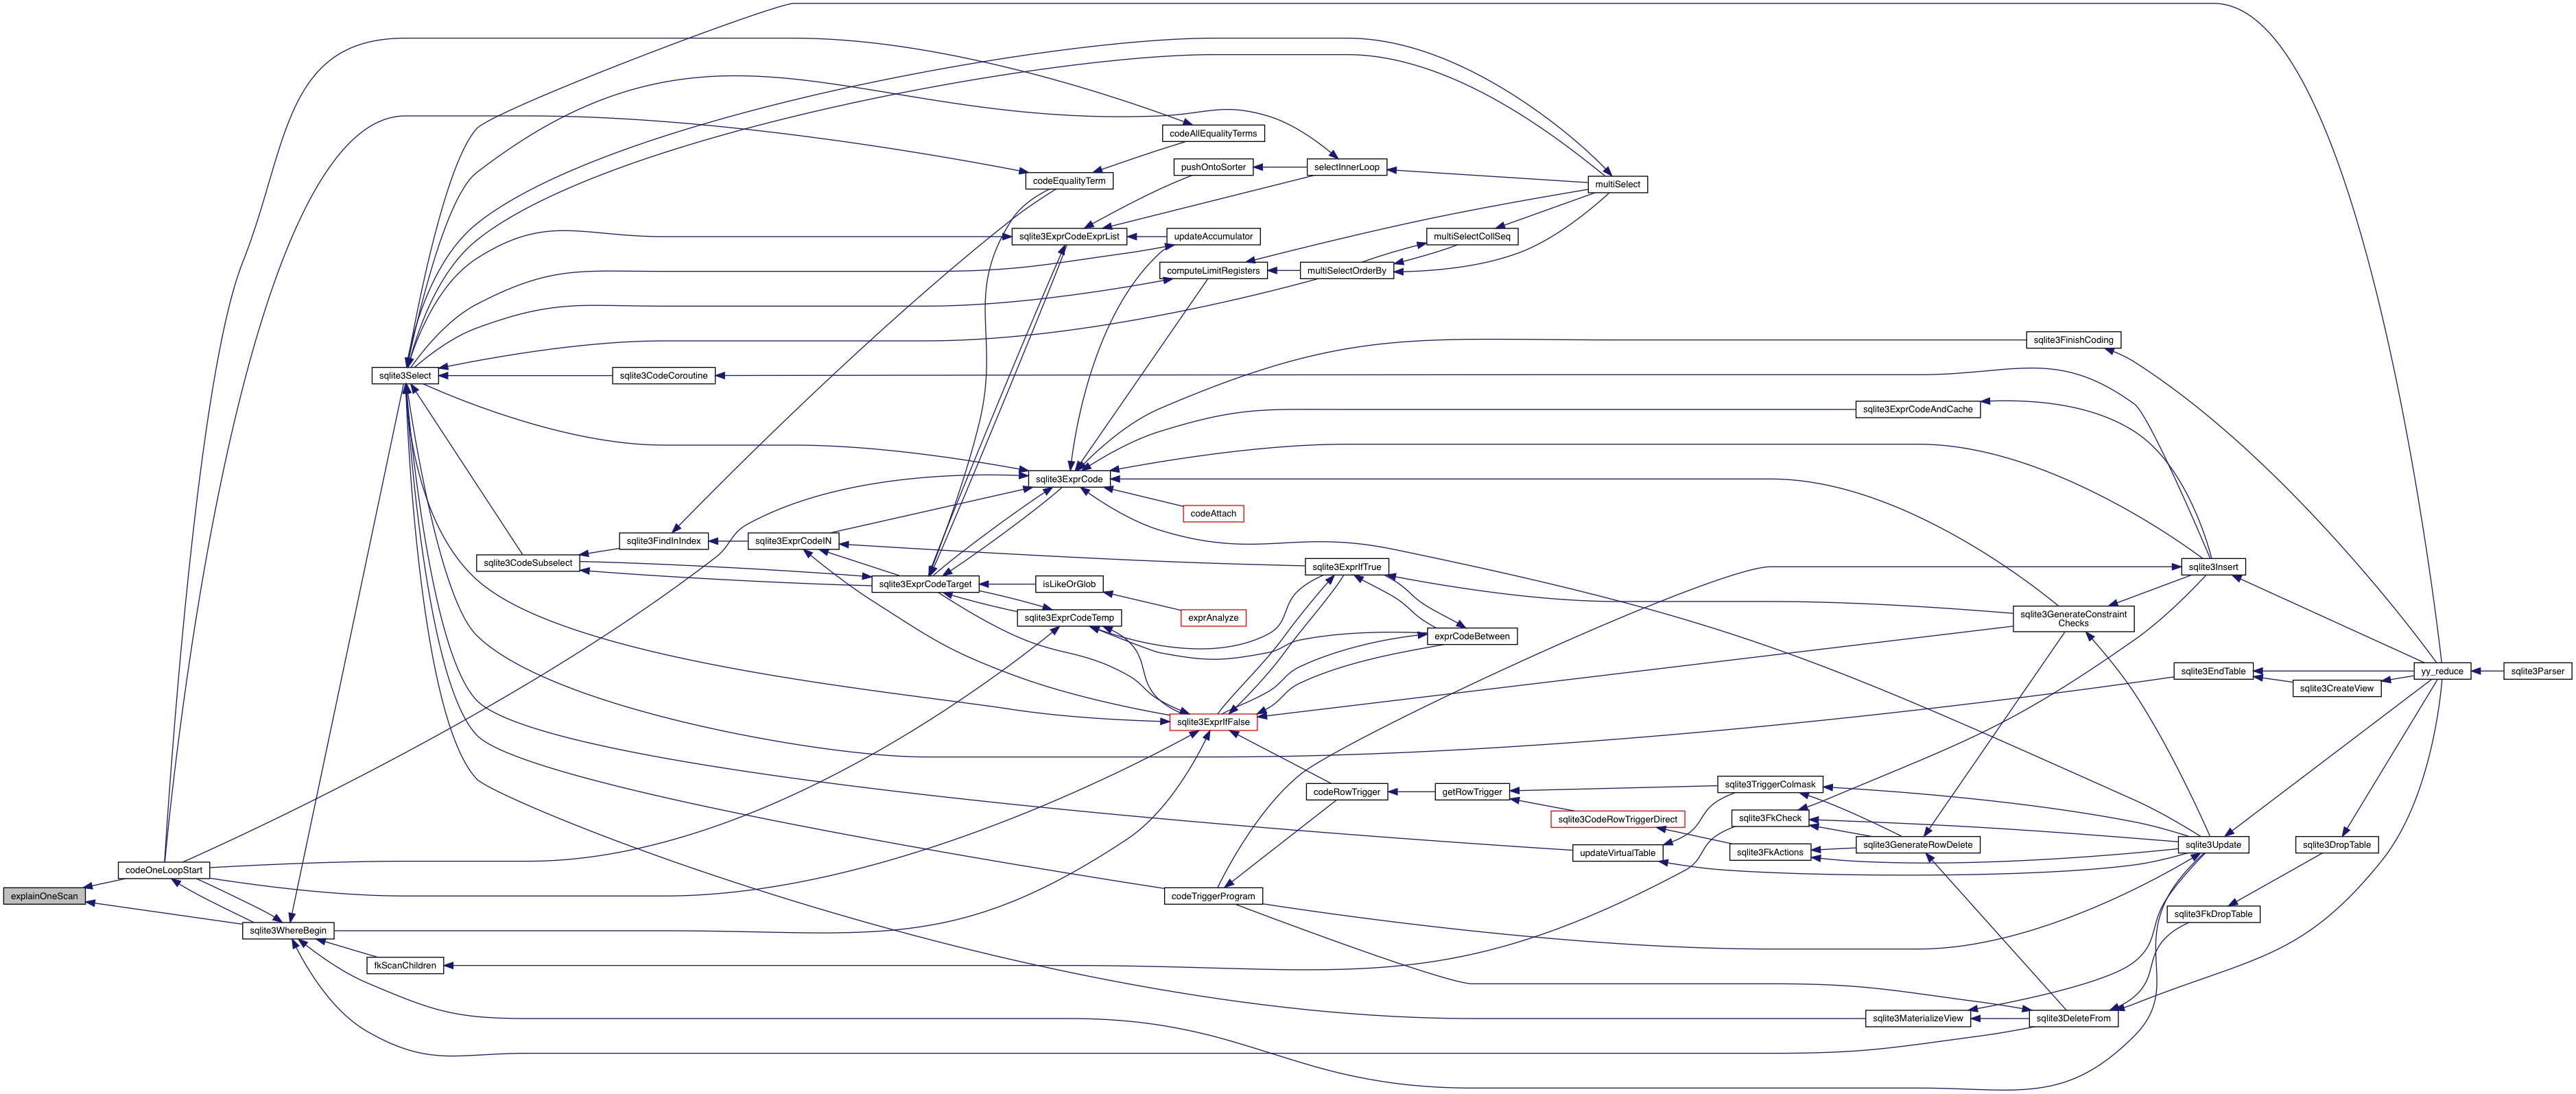 codeAllEqualityTerms
pushOntoSorter
selectInnerLoop
codeEqualityTerm
multiSelect
sqlite3ExprCodeExprList
updateAccumulator
multiSelectCollSeq
computeLimitRegisters
multiSelectOrderBy
sqlite3FinishCoding
sqlite3Select
sqlite3CodeCoroutine
sqlite3ExprCodeAndCache
sqlite3ExprCode
codeAttach
sqlite3FindInIndex
sqlite3ExprCodeIN
sqlite3CodeSubselect
sqlite3ExprIfTrue
sqlite3Insert
sqlite3ExprCodeTarget
isLikeOrGlob
sqlite3ExprCodeTemp
exprAnalyze
sqlite3GenerateConstraint
Checks
exprCodeBetween
sqlite3EndTable
yy_reduce
sqlite3Parser
sqlite3CreateView
sqlite3ExprIfFalse
sqlite3TriggerColmask
codeRowTrigger
getRowTrigger
sqlite3CodeRowTriggerDirect
sqlite3FkCheck
sqlite3GenerateRowDelete
sqlite3Update
sqlite3DropTable
updateVirtualTable
sqlite3FkActions
codeOneLoopStart
explainOneScan
codeTriggerProgram
sqlite3FkDropTable
sqlite3WhereBegin
fkScanChildren
sqlite3MaterializeView
sqlite3DeleteFrom